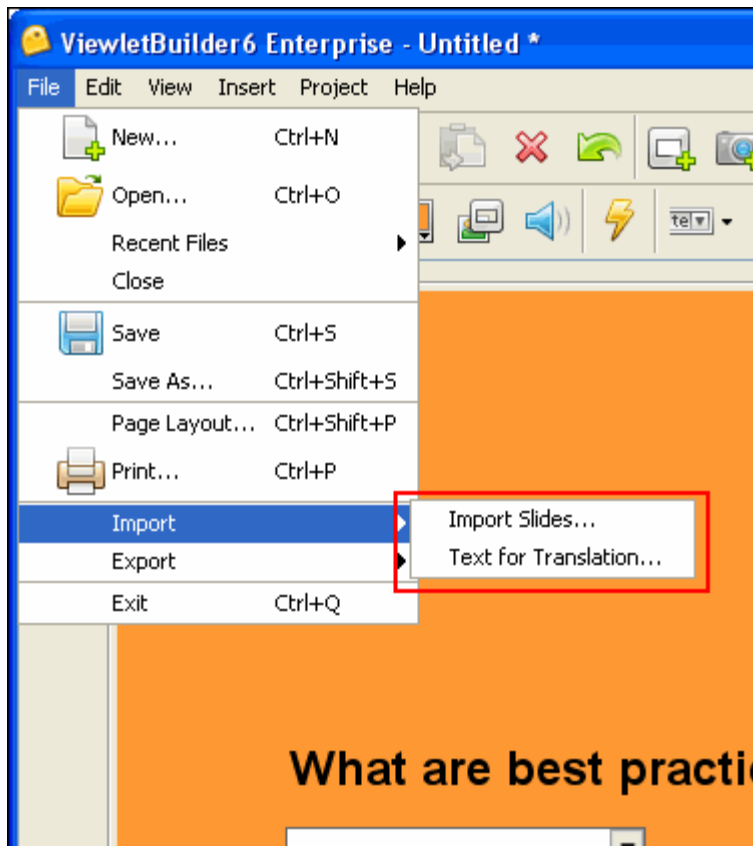 ViewletBuilder6 Enterprise - Untitled *
File Edit View Insert Project Help
New... Ctrl+N
Open... Ctrl+O
Recent Files
Close
Save Ctrl+S
Save As... Ctrl+Shift+S
Page Layout... Ctrl+Shift+P
Print... Ctrl+P
Import
Import Slides...
Text for Translation...
Export
Exit Ctrl+Q
te
What are best